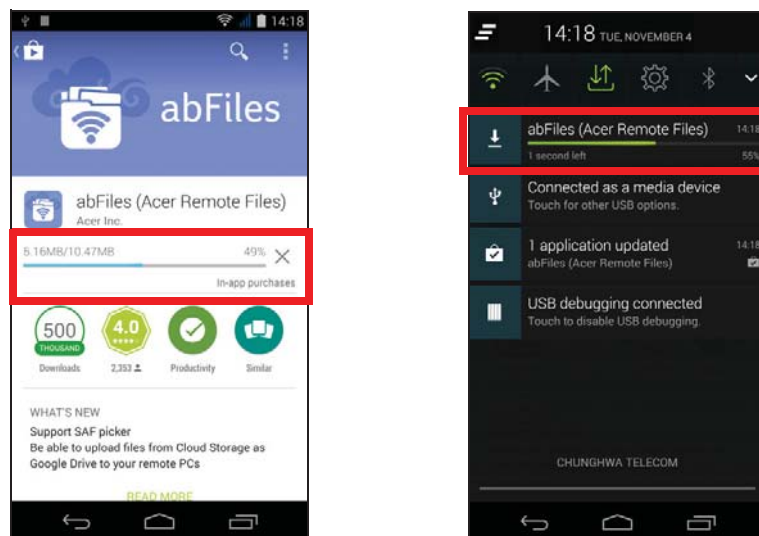 14:18
abFiles
abFiles (Acer Remote Files)
Acer Inc.
5.16MB/10.47MB 49%
In-app purchases
500
THOUSAND
4.0
Downloads 2,353 Productivity Similar
WHAT'S NEW
Support SAF picker
Be able to upload files from Cloud Storage as
Google Drive to your remote PCs
READ MORE
14:18 TUE, NOVEMBER 4
abFiles (Acer Remote Files) 14:18
1 second left 55%
Connected as a media device
Touch for other USB options.
1 application updated 14:18
abFiles (Acer Remote Files)
USB debugging connected
Touch to disable USB debugging.
CHUNGHWA TELECOM